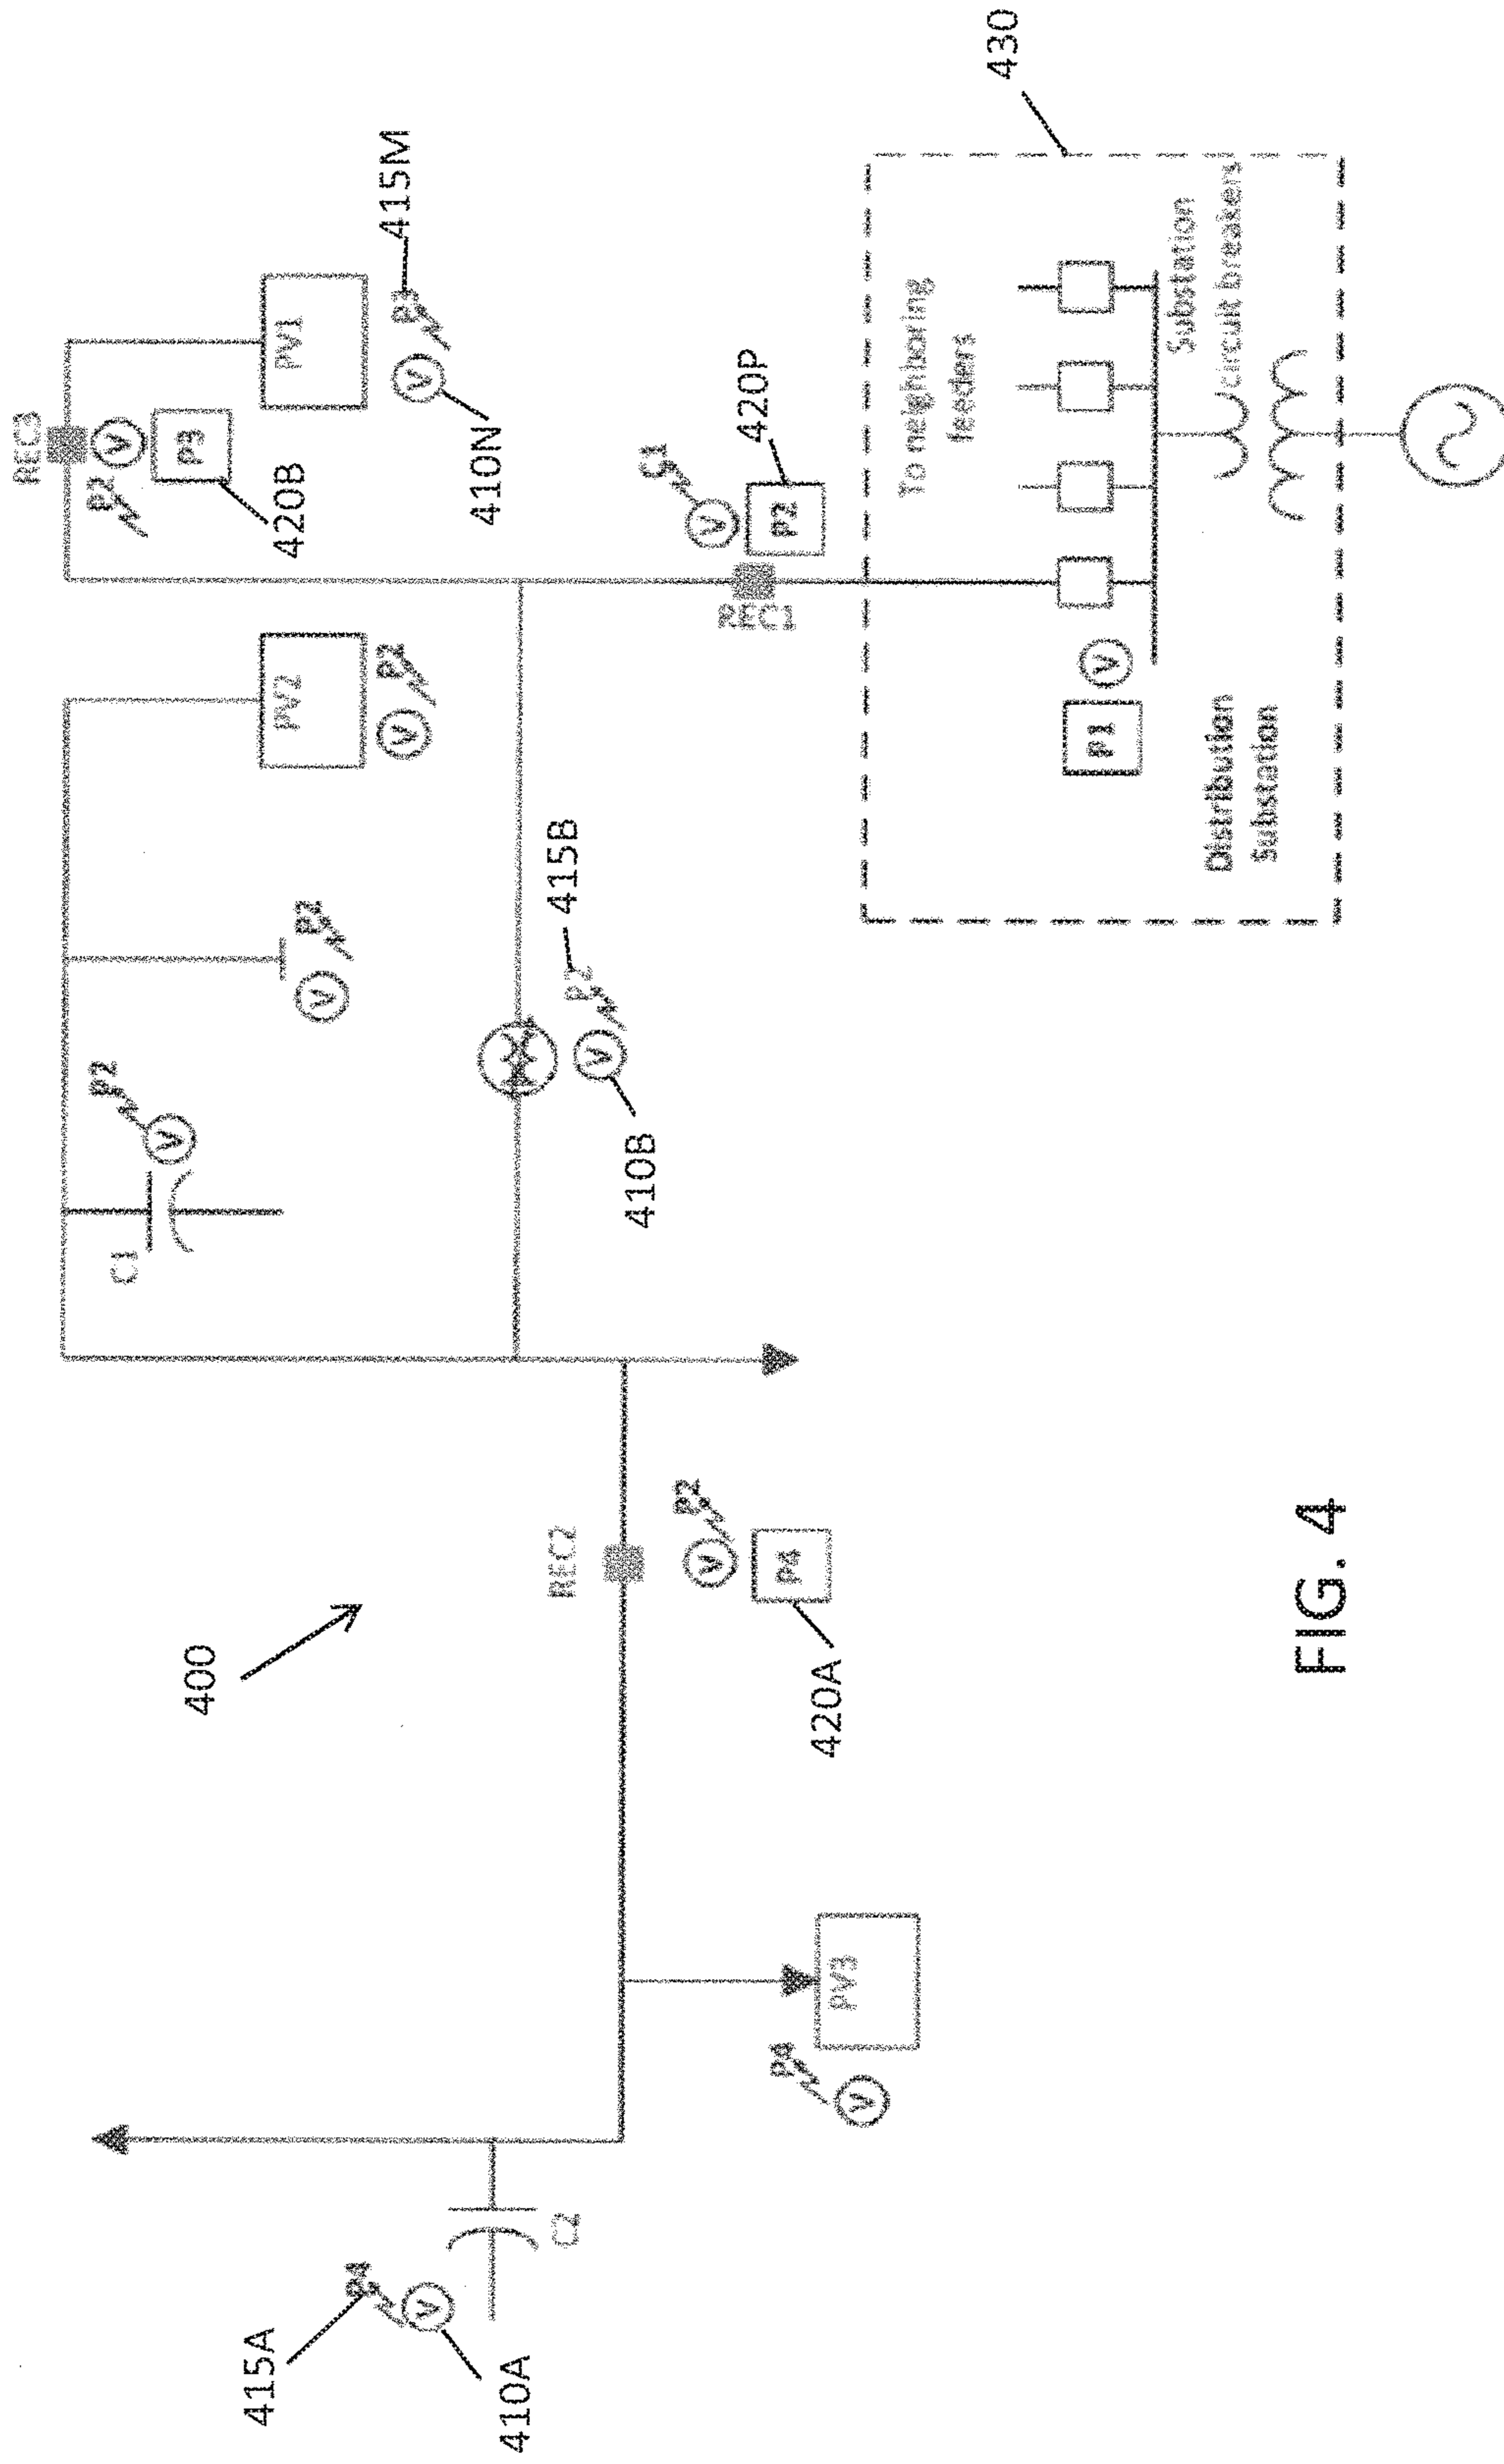 REC3
P2
V
P3
420B
P2
V
C1
400
415A
P4
V
410A
C2
P2
V
PV2
P2
V
PV1
P3
415M
V
410N
REC2
P2
V
P4
420A
P2
415B
V
410B
C1
V
P2
420P
REC1
P4
V
PV3
To neighboring
feeders
430
P1
V
Substation
circuit breakers
Distribution
Substation
FIG. 4